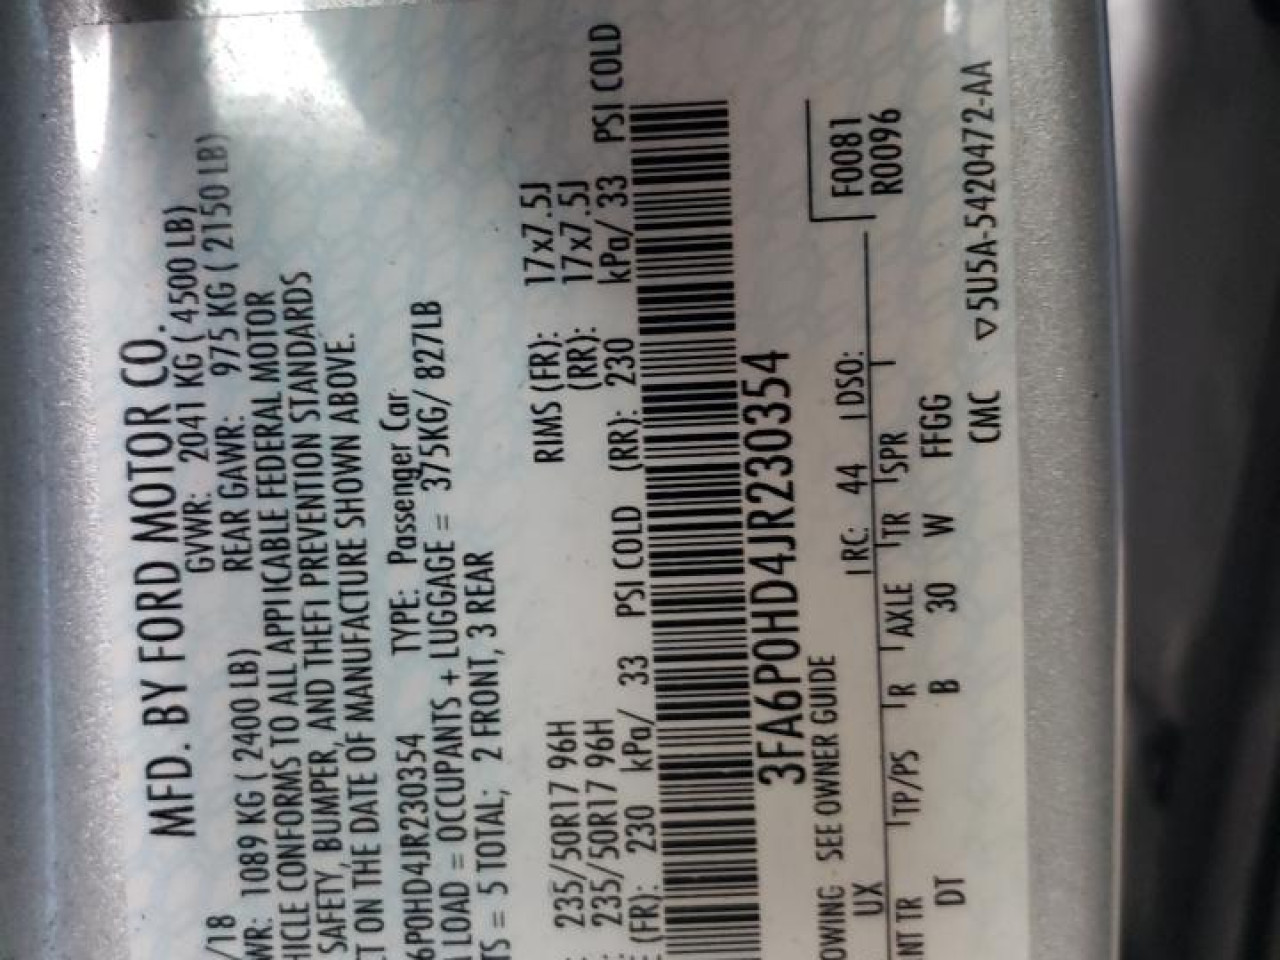 MFD. BY FORD MOTOR CO.
/18 GVWR: 2041 KG ( 4500 LB)
WR: 1089 KG ( 2400 LB) REAR GAWR: 975 KG ( 2150 LB)
HICLE CONFORMS TO ALL APPLICABLE FEDERAL MOTOR
SAFETY, BUMPER, AND THEFT PREVENTION STANDARDS
CT ON THE DATE OF MANUFACTURE SHOWN ABOVE.
6P0HD4JR230354 TYPE: Passenger Car
LOAD = OCCUPANTS + LUGGAGE = 375KG/ 827LB
TS = 5 TOTAL; 2 FRONT, 3 REAR
: 235/50R17 96H RIMS (FR): 17x7.5J
: 235/50R17 96H (RR): 17x7.5J
(FR): 230 kPa/ 33 PSI COLD (RR): 230 kPa/ 33 PSI COLD
3FA6P0HD4JR230354
OWING - SEE OWNER GUIDE
F0081
R0096
UX RC: 44 DSO:
NT TR TP/PS R AXLE TR SPR
DT B 30 W FFGG
CMC ▽5U5A-5420472-AA